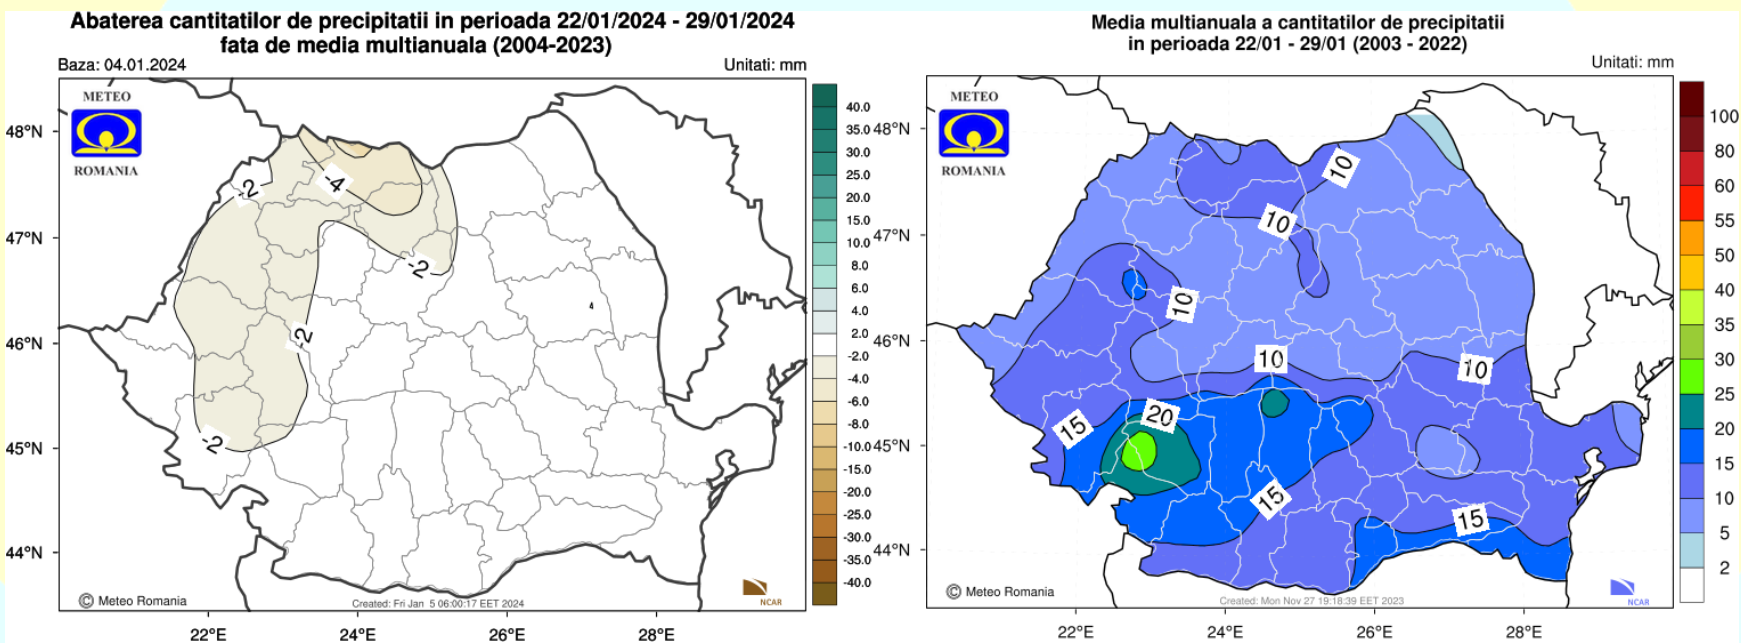 Abaterea cantitatilor de precipitatii in perioada 22/01/2024 - 29/01/2024
fata de media multianuala (2004-2023)
Baza: 04.01.2024
Unitati: mm
METEO
ROMANIA
48°N
47°N
46°N
45°N
44°N
-2
-4
-2
-2
-2
4
40.0
35.0
30.0
25.0
20.0
15.0
10.0
8.0
6.0
4.0
2.0
-2.0
-4.0
-6.0
-8.0
-10.0
-15.0
-20.0
-25.0
-30.0
-35.0
-40.0
© Meteo Romania
Created: Fri Jan 5 06:00:17 EET 2024
NCAR
22°E
24°E
26°E
28°E
Media multianuala a cantitatilor de precipitatii
in perioada 22/01 - 29/01 (2003 - 2022)
Unitati: mm
METEO
ROMANIA
48°N
47°N
46°N
45°N
44°N
10
10
10
10
10
20
15
15
15
100
80
60
55
50
40
35
30
25
20
15
10
5
2
© Meteo Romania
Created: Mon Nov 27 19:18:39 EET 2023
NCAR
22°E
24°E
26°E
28°E